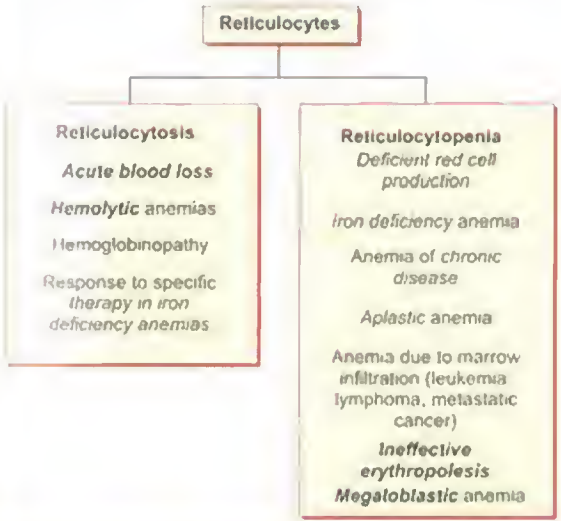 Reticulocytes
Reticulocytosis
Acute blood loss
Hemolytic anemias
Hemoglobinopathy
Response to specific
therapy in iron
deficiency anemias
Reticulocytopenia
Deficient red cell
production
Iron deficiency anemia
Anemia of chronic
disease
Aplastic anemia
Anemia due to marrow
infiltration (leukemia
lymphoma, metastatic
cancer)
Ineffective
erythropolesis
Megaloblastic anemia